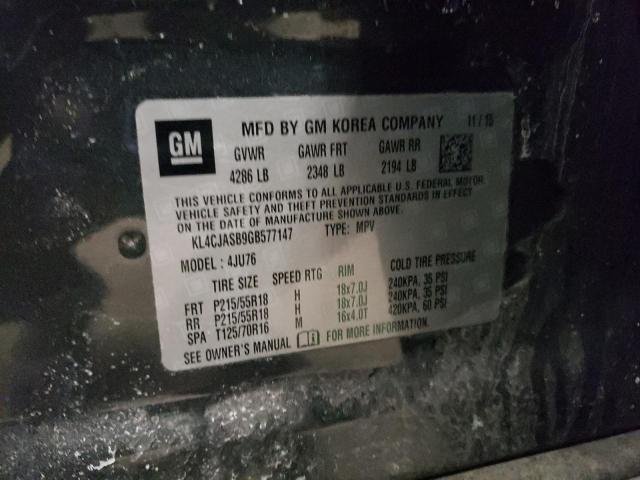 GM
MFD BY GM KOREA COMPANY 11/15
GVWR GAWR FRT GAWR RR
4286 LB 2348 LB 2194 LB
THIS VEHICLE CONFORMS TO ALL APPLICABLE U.S. FEDERAL MOTOR
VEHICLE SAFETY AND THEFT PREVENTION STANDARDS IN EFFECT
ON THE DATE OF MANUFACTURE SHOWN ABOVE.
KL4CJASB9GB577147 TYPE: MPV
MODEL: 4JU76
TIRE SIZE SPEED RTG RIM COLD TIRE PRESSURE
FRT P215/55R18 H 18x7.0J 240KPA, 35 PSI
RR P215/55R18 H 18x7.0J 240KPA, 35 PSI
SPA T125/70R16 M 16x4.0T 420KPA, 60 PSI
SEE OWNER'S MANUAL FOR MORE INFORMATION.